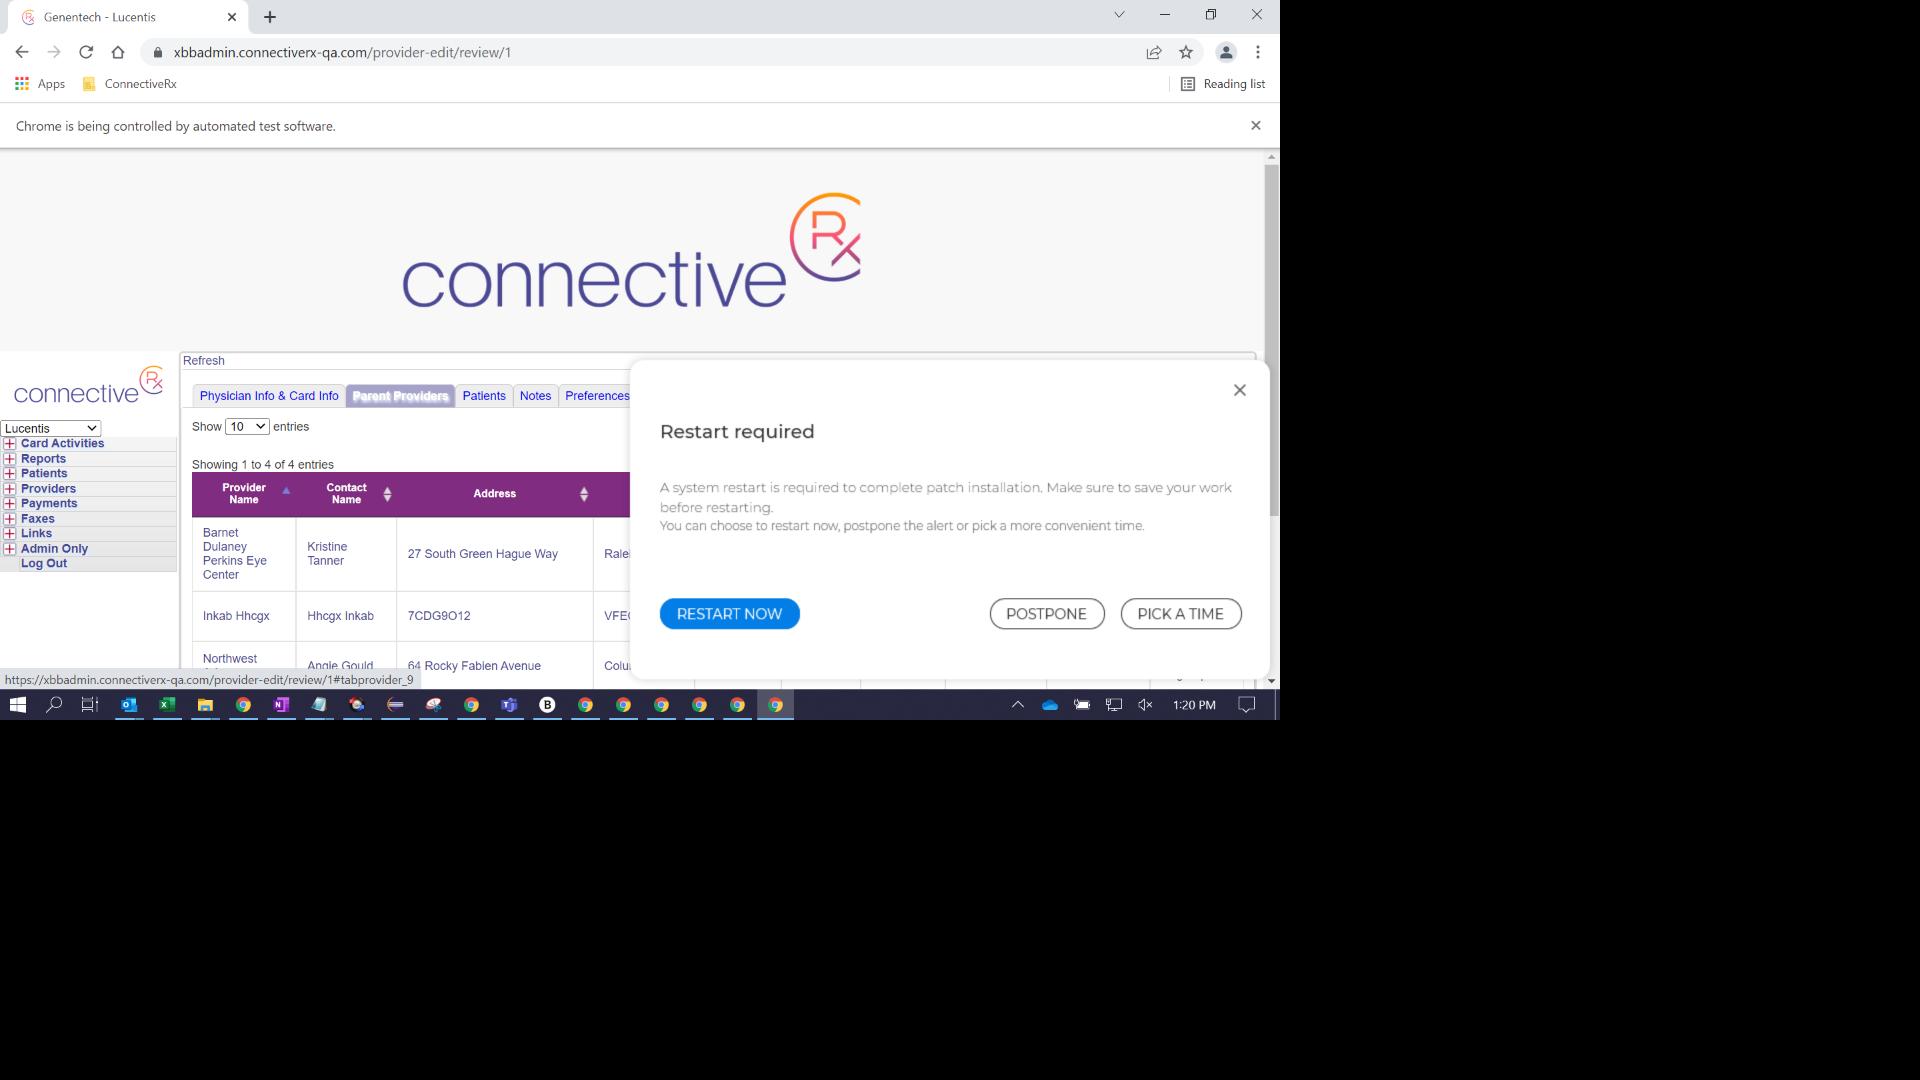 Genentech - Lucentis
xbbadmin.connectiverx-qa.com/provider-edit/review/1
Apps
ConnectiveRx
Reading list
Chrome is being controlled by automated test software.
connective Rx
connective Rx
Lucentis
Card Activities
Reports
Patients
Providers
Payments
Faxes
Links
Admin Only
Log Out
Refresh
Physician Info & Card Info
Parent Providers
Patients
Notes
Preferences
Show 10 entries
Showing 1 to 4 of 4 entries
Provider
Name
Contact
Name
Address
Barnet
Dulaney
Perkins Eye
Center
Kristine
Tanner
27 South Green Hague Way
Inkab Hhcgx
Hhcgx Inkab
7CDG9O12
Northwest
Angle Gould
64 Rocky Fabien Avenue
Restart required
A system restart is required to complete patch installation. Make sure to save your work
before restarting.
You can choose to restart now, postpone the alert or pick a more convenient time.
RESTART NOW
POSTPONE
PICK A TIME
https://xbbadmin.connectiverx-qa.com/provider-edit/review/1#tabprovider_9
1:20 PM